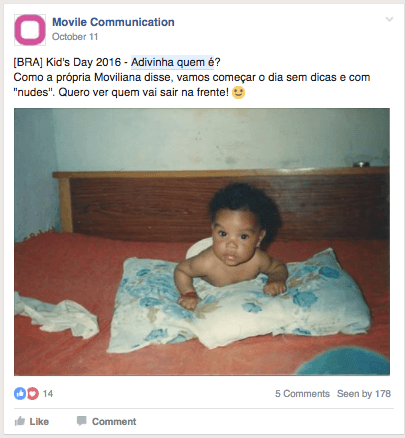 Movile Communication
October 11
[BRA] Kid's Day 2016 - Adivinha quem é?
Como a própria Moviliana disse, vamos começar o dia sem dicas e com
"nudes". Quero ver quem vai sair na frente! 😉
14
5 Comments Seen by 178
Like Comment